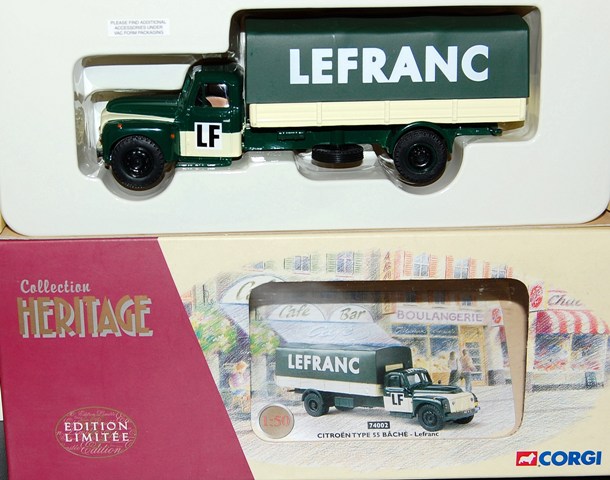 PLEASE FIND ADDITIONAL
ACCESSORIES UNDER
VAC FORM PACKAGING
LEFRANC
LF
Collection
HERITAGE
Cafe
Bar
BOULANGERIE
LEFRANC
LF
1:50
74002
CITROËN TYPE 55 BÂCHE - Lefranc
EDITION
LIMITÉE
CORGI